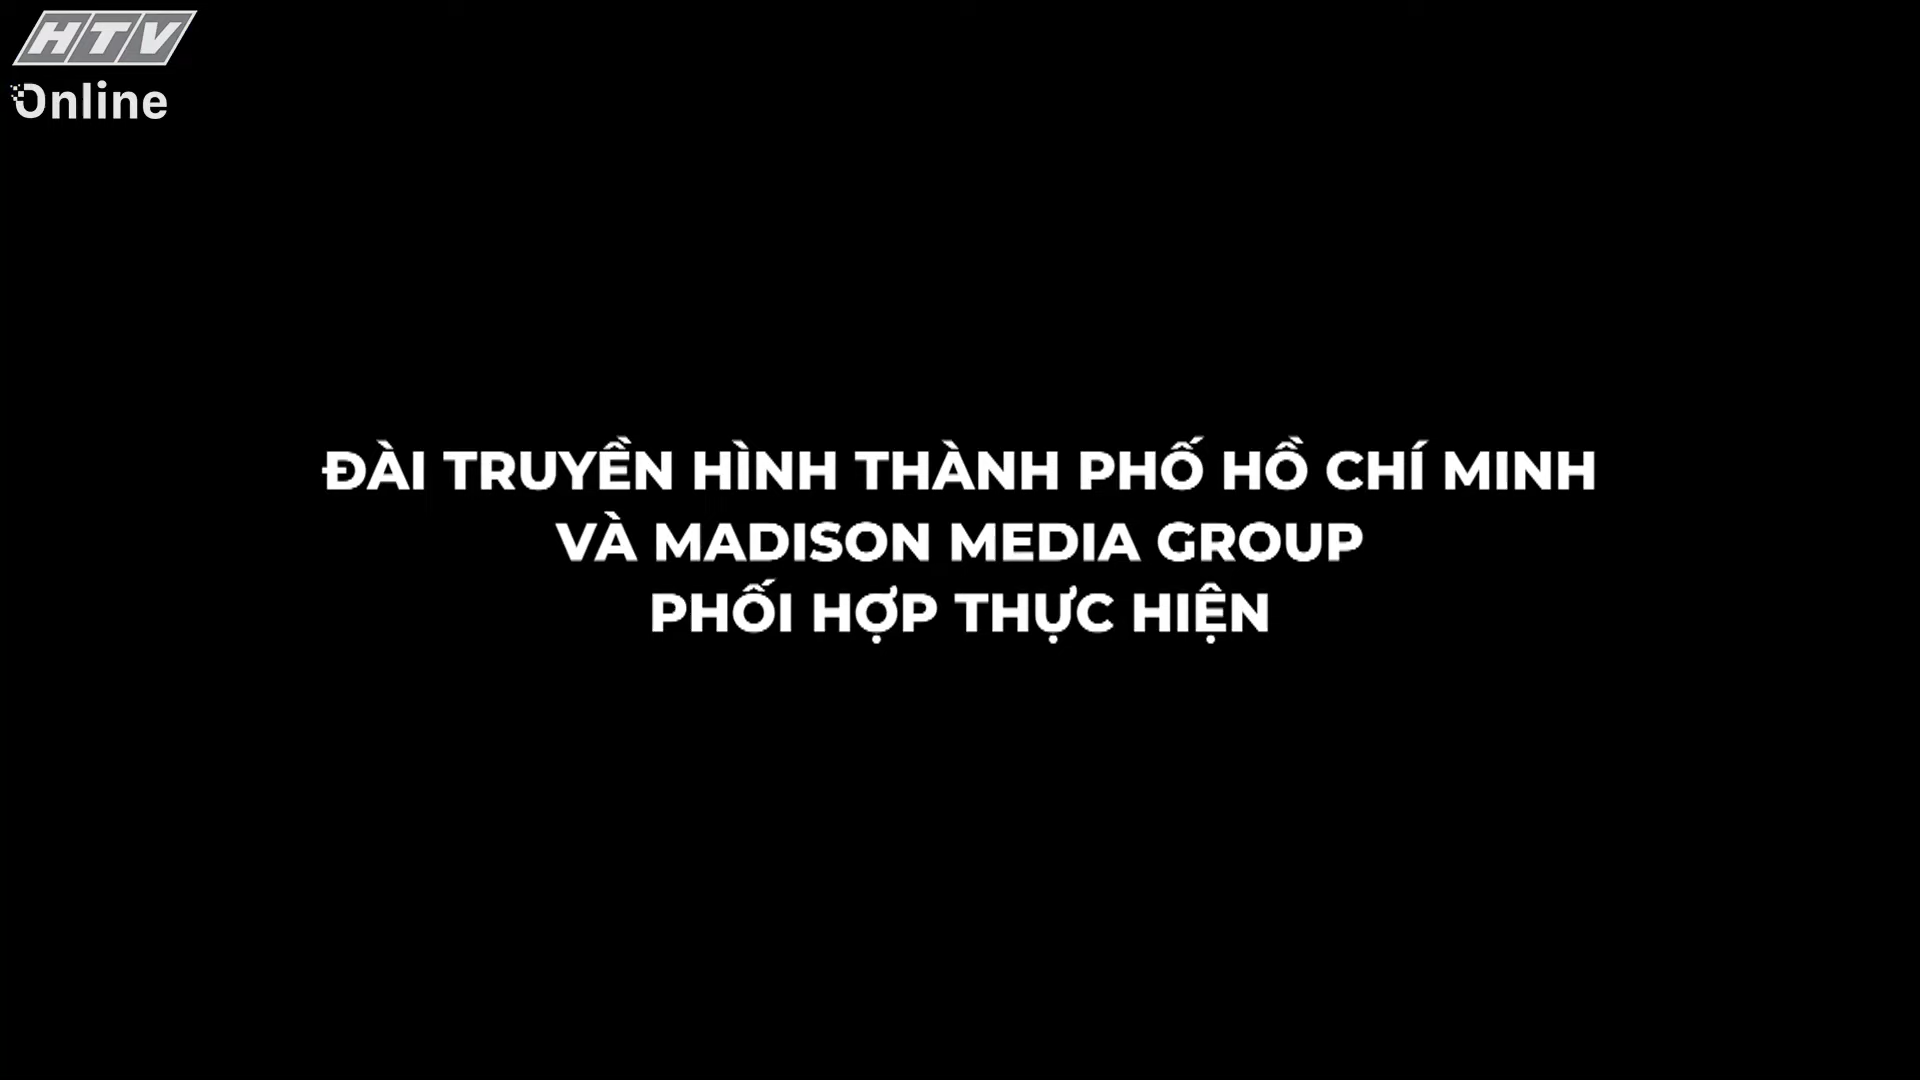 HTV
Online
ĐÀI TRUYỀN HÌNH THÀNH PHỐ HỒ CHÍ MINH
VÀ MADISON MEDIA GROUP
PHỐI HỢP THỰC HIỆN